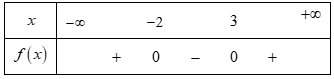 x −∞ −2 3 +∞
f(x) + 0 − 0 +